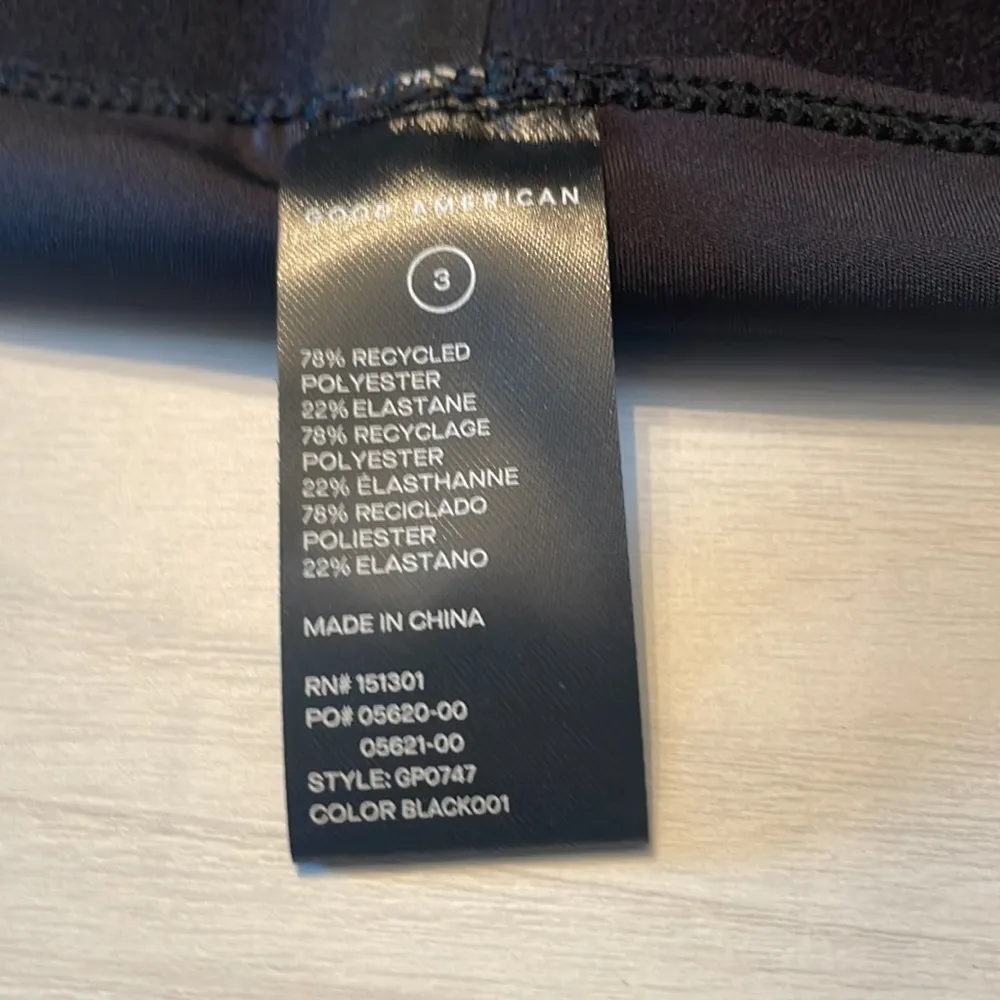 GOOD AMERICAN
3
78% RECYCLED
POLYESTER
22% ELASTANE
78% RECYCLAGE
POLYESTER
22% ÉLASTHANNE
78% RECICLADO
POLIESTER
22% ELASTANO
MADE IN CHINA
RN# 151301
PO# 05620-00
05621-00
STYLE: GP0747
COLOR BLACK001